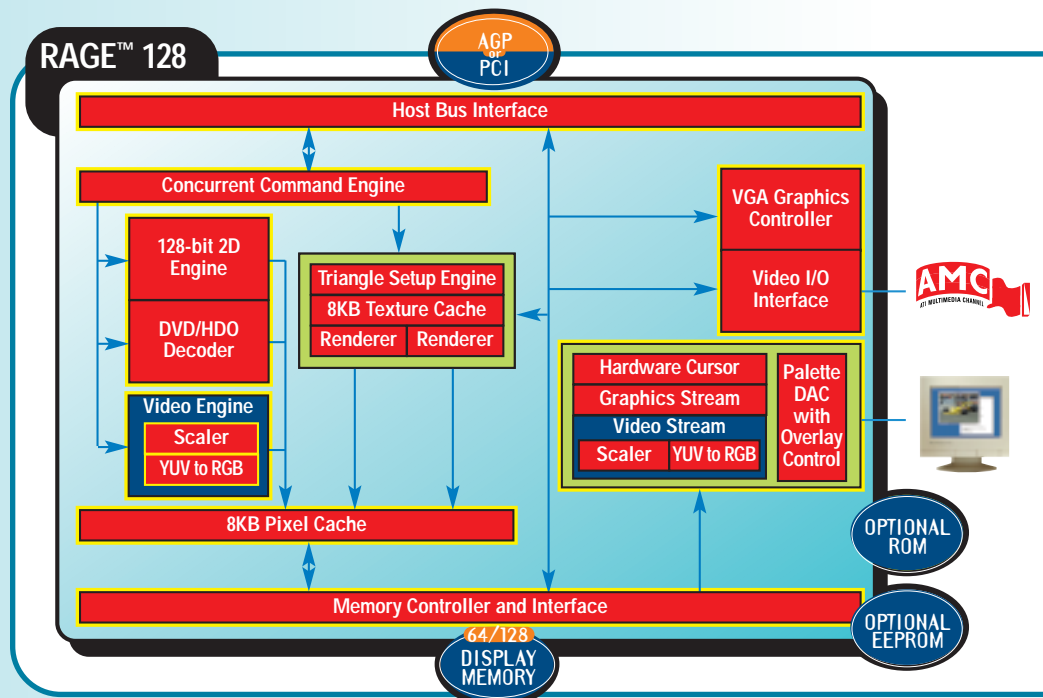 RAGE™ 128
AGP
or
PCI
Host Bus Interface
Concurrent Command Engine
128-bit 2D
Engine
DVD/HDO
Decoder
Video Engine
Scaler
YUV to RGB
Triangle Setup Engine
8KB Texture Cache
Renderer
Renderer
VGA Graphics
Controller
Video I/O
Interface
AMC
ATI MULTIMEDIA CHANNEL
Hardware Cursor
Graphics Stream
Video Stream
Scaler
YUV to RGB
Palette
DAC
with
Overlay
Control
8KB Pixel Cache
Memory Controller and Interface
OPTIONAL
ROM
OPTIONAL
EEPROM
64/128
DISPLAY
MEMORY